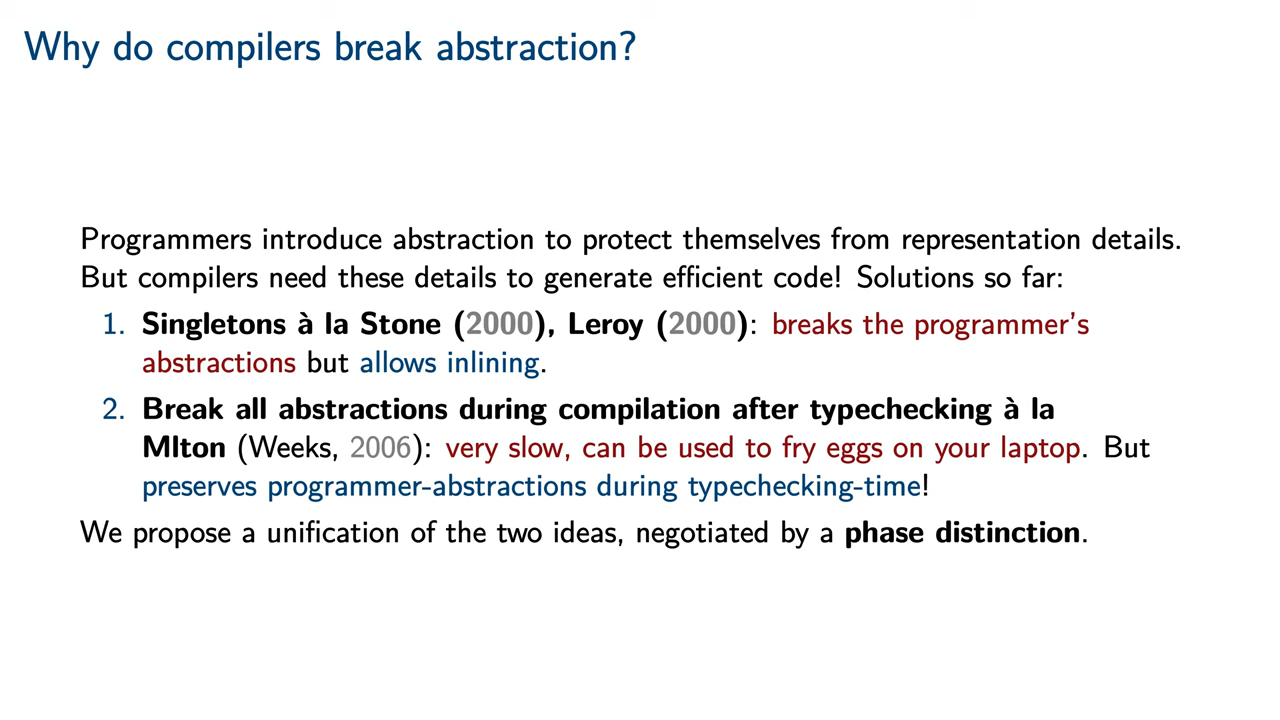 Why do compilers break abstraction?
Programmers introduce abstraction to protect themselves from representation details.
But compilers need these details to generate efficient code! Solutions so far:
1. Singletons à la Stone (2000), Leroy (2000): breaks the programmer's
abstractions but allows inlining.
2. Break all abstractions during compilation after typechecking à la
Mlton (Weeks, 2006): very slow, can be used to fry eggs on your laptop. But
preserves programmer-abstractions during typechecking-time!
We propose a unification of the two ideas, negotiated by a phase distinction.